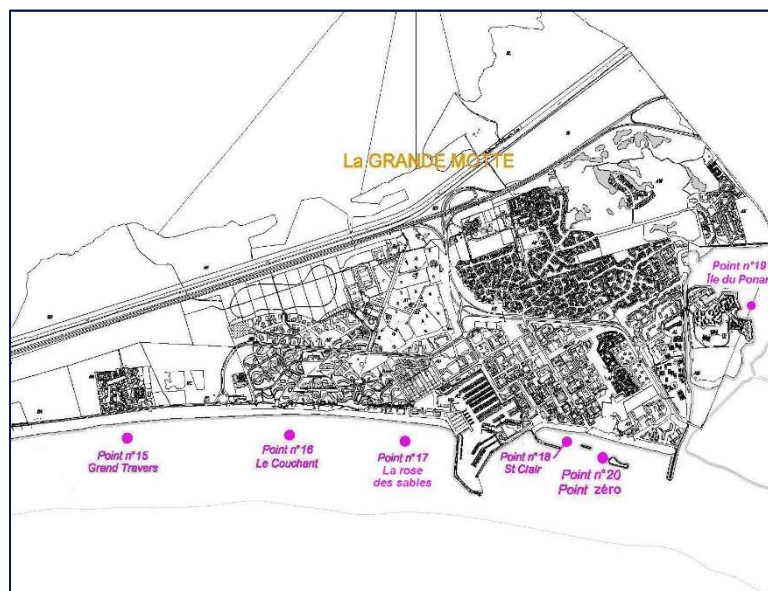 La GRANDE MOTTE
Point n°19
Île du Ponant
Point n°15
Grand Travers
Point n°16
Le Couchant
Point n°17
La rose
des sables
Point n°18
St Clair
Point n°20
Point zéro